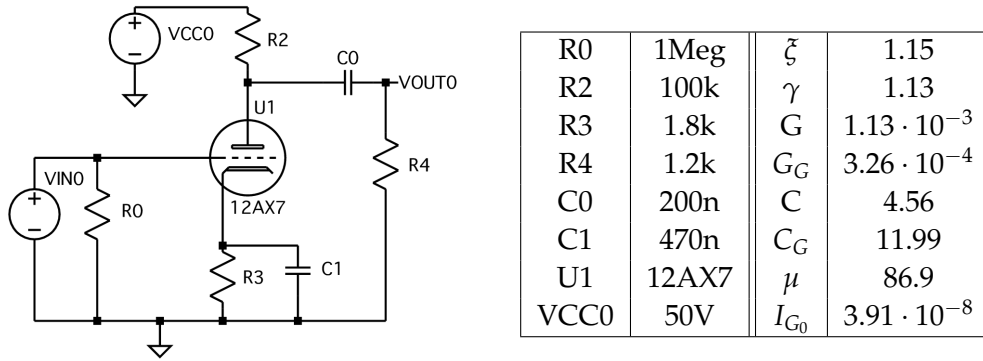 VCC0
R2
C0
VOUT0
U1
VIN0
R0
R4
12AX7
R3
C1
R0 1Meg ξ 1.15
R2 100k γ 1.13
R3 1.8k G 1.13 · 10⁻³
R4 1.2k G_G 3.26 · 10⁻⁴
C0 200n C 4.56
C1 470n C_G 11.99
U1 12AX7 μ 86.9
VCC0 50V I_{G₀} 3.91 · 10⁻⁸